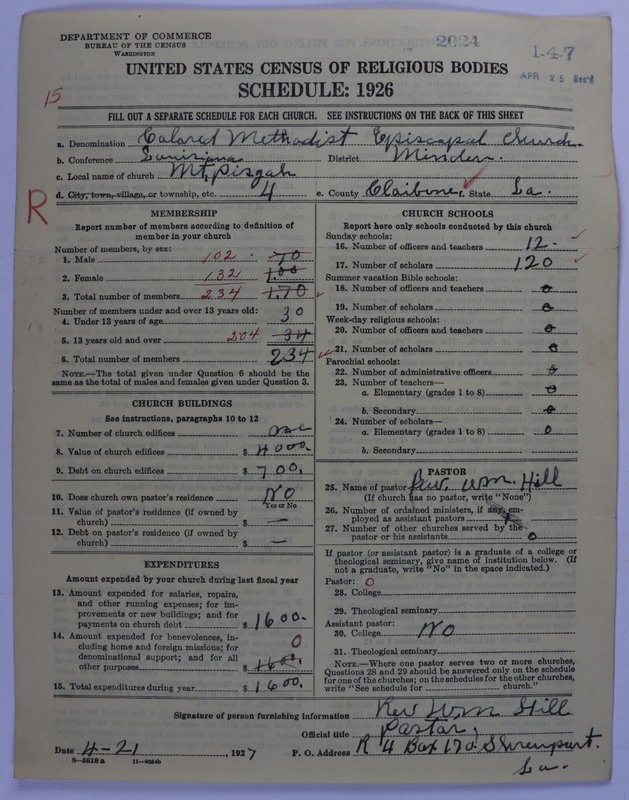 DEPARTMENT OF COMMERCE
BUREAU OF THE CENSUS
WASHINGTON
2024
1-4-7
APR 25 Rec'd
UNITED STATES CENSUS OF RELIGIOUS BODIES
SCHEDULE: 1926
15
FILL OUT A SEPARATE SCHEDULE FOR EACH CHURCH. SEE INSTRUCTIONS ON THE BACK OF THIS SHEET
a. Denomination Colored Methodist Episcopal Church.
b. Conference Louisiana District Minden.
c. Local name of church Mt, Pisgah
d. City, town, village, or township, etc. 4 e. County Claibone f. State La.
R
MEMBERSHIP
Report number of members according to definition of member in your church
Number of members, by sex:
1. Male 102 70
2. Female 132 1.00
3. Total number of members 234 1.70
Number of members under and over 13 years old:
4. Under 13 years of age 30
5. 13 years old and over 204 34
6. Total number of members 234
NOTE.—The total given under Question 6 should be the
same as the total of males and females given under Question 3.
CHURCH BUILDINGS
See instructions, paragraphs 10 to 12
7. Number of church edifices one
8. Value of church edifices $ 4000.
9. Debt on church edifices $ 700.
10. Does church own pastor's residence No
Yes or No
11. Value of pastor's residence (if owned by
church) $ —
12. Debt on pastor's residence (if owned by
church) $ —
EXPENDITURES
Amount expended by your church during last fiscal year
13. Amount expended for salaries, repairs,
and other running expenses; for im-
provements or new buildings; and for
payments on church debt $ 1600.
14. Amount expended for benevolences, in-
cluding home and foreign missions; for 0
denominational support; and for all
other purposes $ 1600.
15. Total expenditures during year $ 1600.
CHURCH SCHOOLS
Report here only schools conducted by this church
Sunday schools:
16. Number of officers and teachers 12.
17. Number of scholars 120
Summer vacation Bible schools:
18. Number of officers and teachers 0
19. Number of scholars 0
Week-day religious schools:
20. Number of officers and teachers 0
21. Number of scholars 0
Parochial schools:
22. Number of administrative officers 0
23. Number of teachers—
a. Elementary (grades 1 to 8) 0
b. Secondary 0
24. Number of scholars—
a. Elementary (grades 1 to 8) 0
b. Secondary
PASTOR
25. Name of pastor Rev. Wm. Hill
(If church has no pastor, write "None")
26. Number of ordained ministers, if any, em-
ployed as assistant pastors
27. Number of other churches served by the
pastor or his assistants 0
If pastor (or assistant pastor) is a graduate of a college or
theological seminary, give name of institution below. (If
not a graduate, write "No" in the space indicated.)
Pastor: 0
28. College
29. Theological seminary
Assistant pastor:
30. College No
31. Theological seminary
NOTE.—Where one pastor serves two or more churches,
Questions 28 and 29 should be answered only on the schedule
for one of the churches; on the schedules for the other churches,
write "See schedule for church."
Signature of person furnishing information Rev Wm Hill
Official title Pastor,
Date 4-21, 1927 P. O. Address R 4 Box 170. Shreveport.
La.
8—5518 a 11—9554b